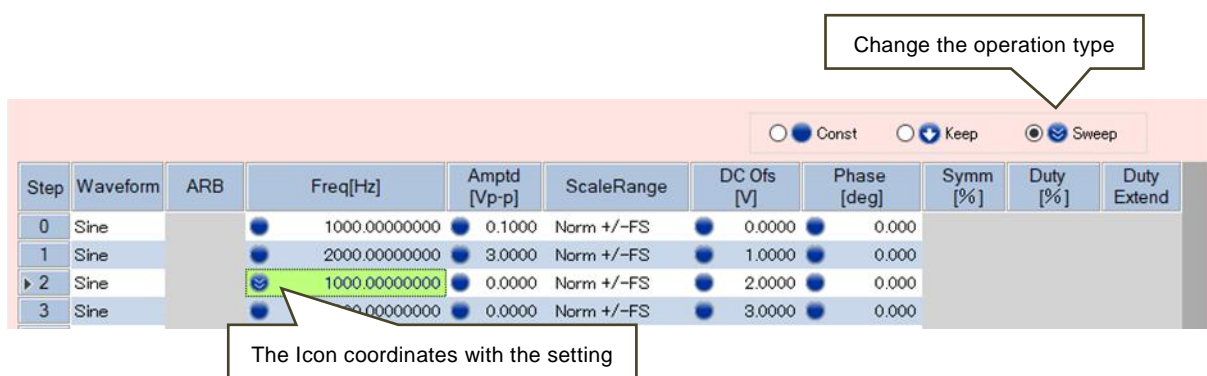 Change the operation type
Const Keep Sweep
Step Waveform ARB Freq[Hz] Amptd [Vp-p] ScaleRange DC Ofs [V] Phase [deg] Symm [%] Duty [%] Duty Extend
0 Sine 1000.00000000 0.1000 Norm +/-FS 0.0000 0.000
1 Sine 2000.00000000 3.0000 Norm +/-FS 1.0000 0.000
2 Sine 1000.00000000 0.0000 Norm +/-FS 2.0000 0.000
3 Sine 0.0000 Norm +/-FS 3.0000 0.000
The Icon coordinates with the setting